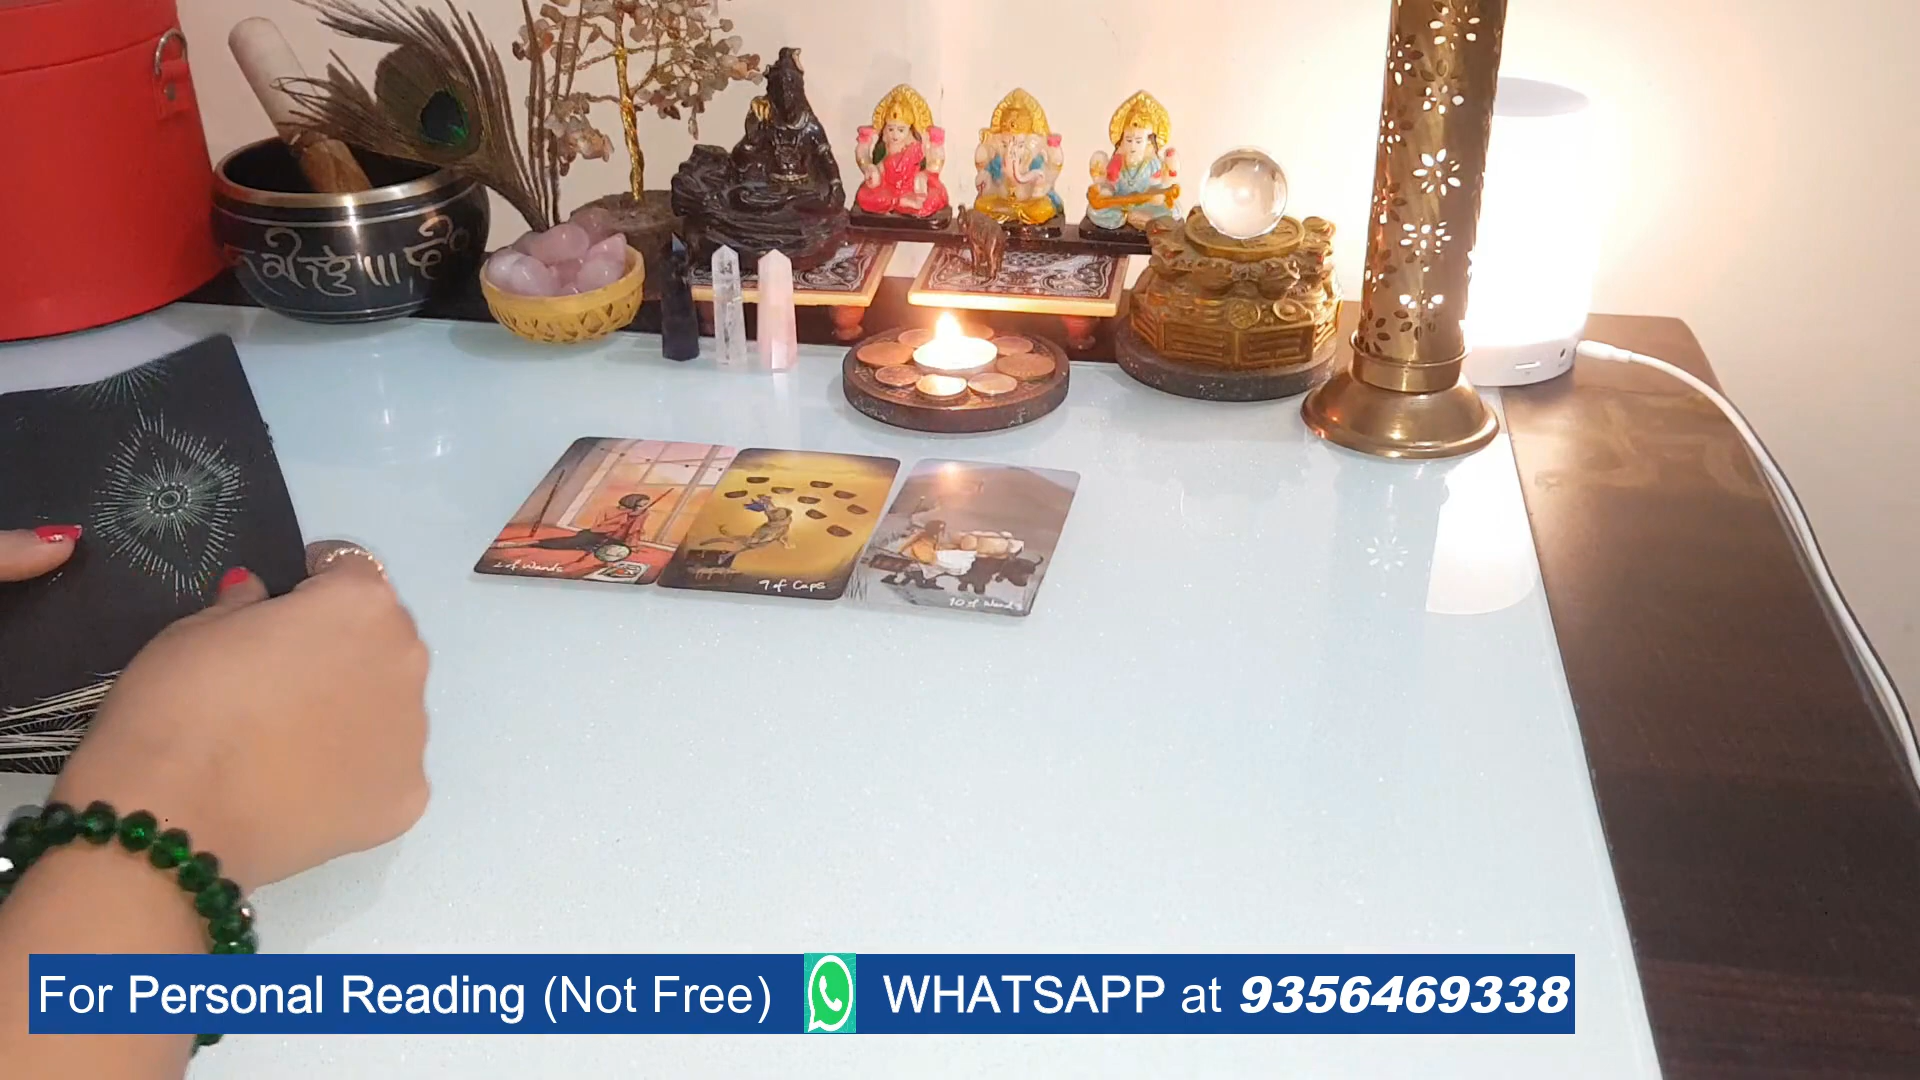 2 of Wands
9 of Cups
10 of Wands
For Personal Reading (Not Free) WHATSAPP at 9356469338